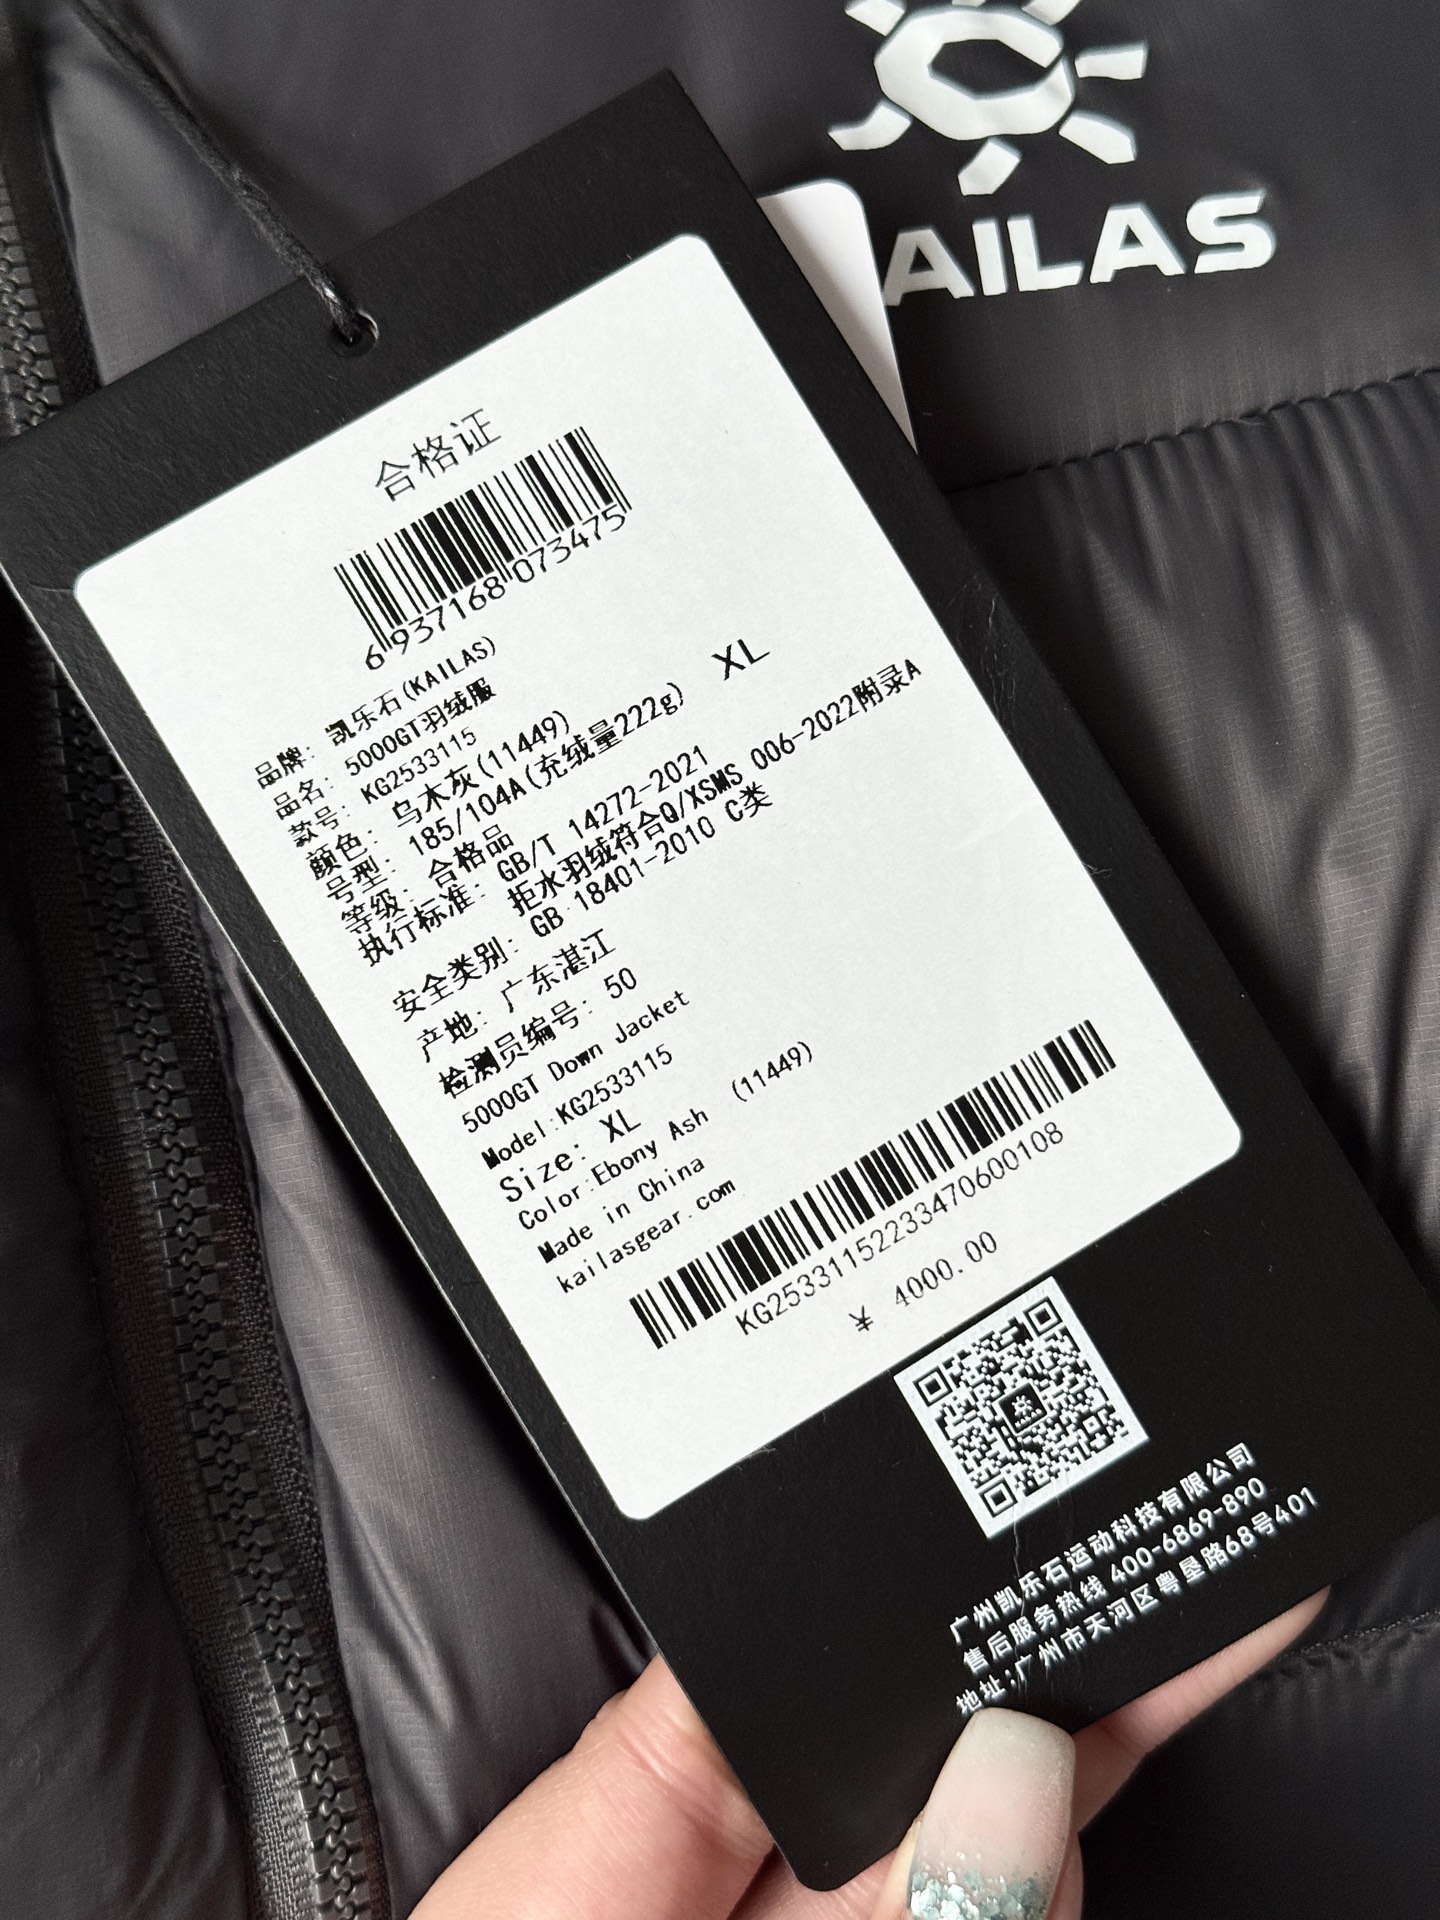 AILAS
合格证
6 937168 073475
品牌: 凯乐石(KAILAS)
品名: 5000GT羽绒服
款号: KG2533115
颜色: 乌木灰(11449)
号型: 185/104A(充绒量222g) XL
等级: 合格品
执行标准: GB/T 14272-2021
拒水羽绒符合Q/XSMS 006-2022附录A
安全类别: GB 18401-2010 C类
产地: 广东湛江
检测员编号: 50
5000GT Down Jacket
Model:KG2533115
Size: XL
Color:Ebony Ash (11449)
Made in China
kailasgear.com
KG25331152233470600108
¥ 4000.00
广州凯乐石运动科技有限公司
售后服务热线 400-6869-890
地址:广州市天河区粤垦路68号401